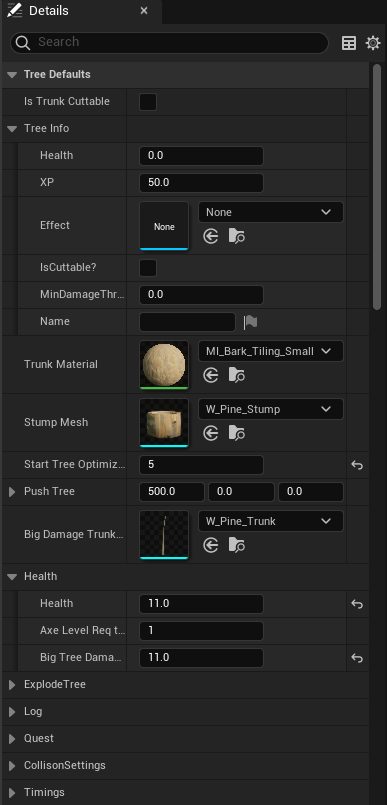 Details
Search
Tree Defaults
Is Trunk Cuttable
Tree Info
Health 0.0
XP 50.0
Effect None None
IsCuttable?
MinDamageThr... 0.0
Name
Trunk Material MI_Bark_Tiling_Small
Stump Mesh W_Pine_Stump
Start Tree Optimiz... 5
Push Tree 500.0 0.0 0.0
Big Damage Trunk... W_Pine_Trunk
Health
Health 11.0
Axe Level Req t... 1
Big Tree Dama... 11.0
ExplodeTree
Log
Quest
CollisonSettings
Timings